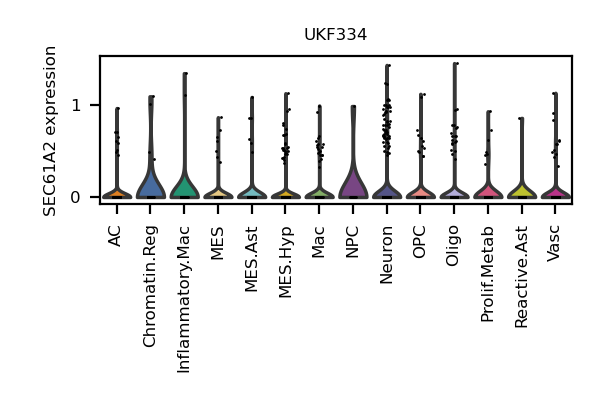 UKF334
SEC61A2 expression
1
0
AC
Chromatin.Reg
Inflammatory.Mac
MES
MES.Ast
MES.Hyp
Mac
NPC
Neuron
OPC
Oligo
Prolif.Metab
Reactive.Ast
Vasc